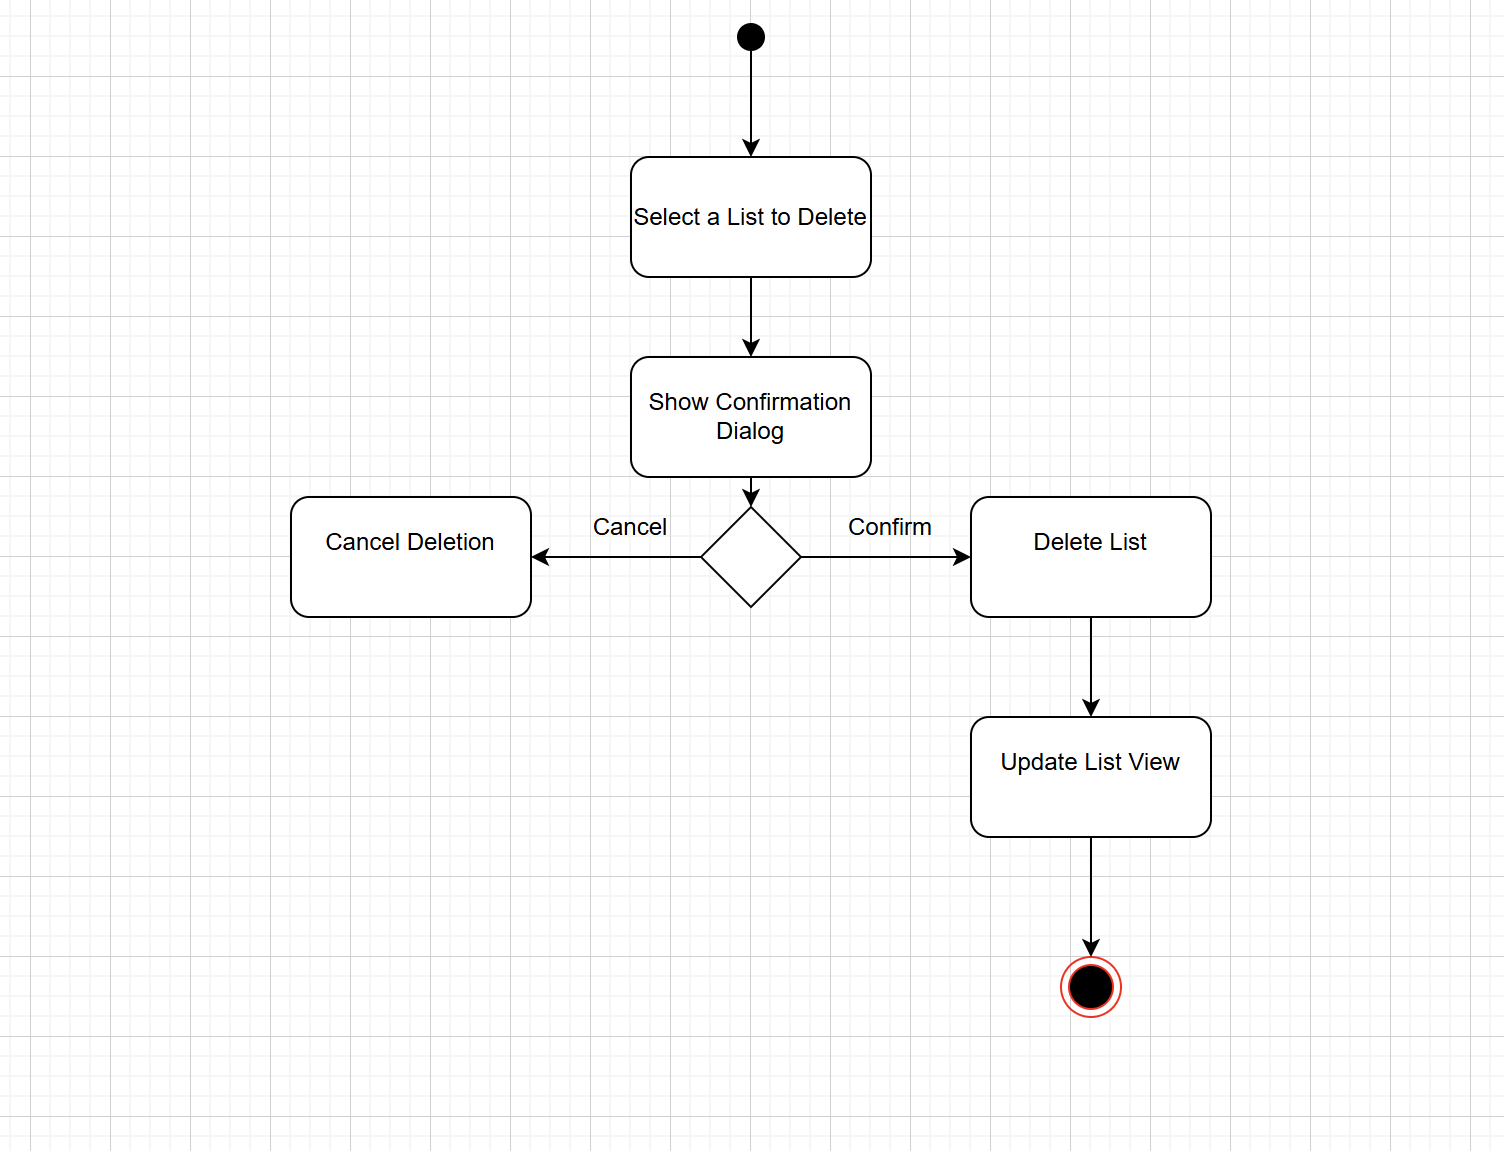 Select a List to Delete
Show Confirmation
Dialog
Cancel
Confirm
Cancel Deletion
Delete List
Update List View